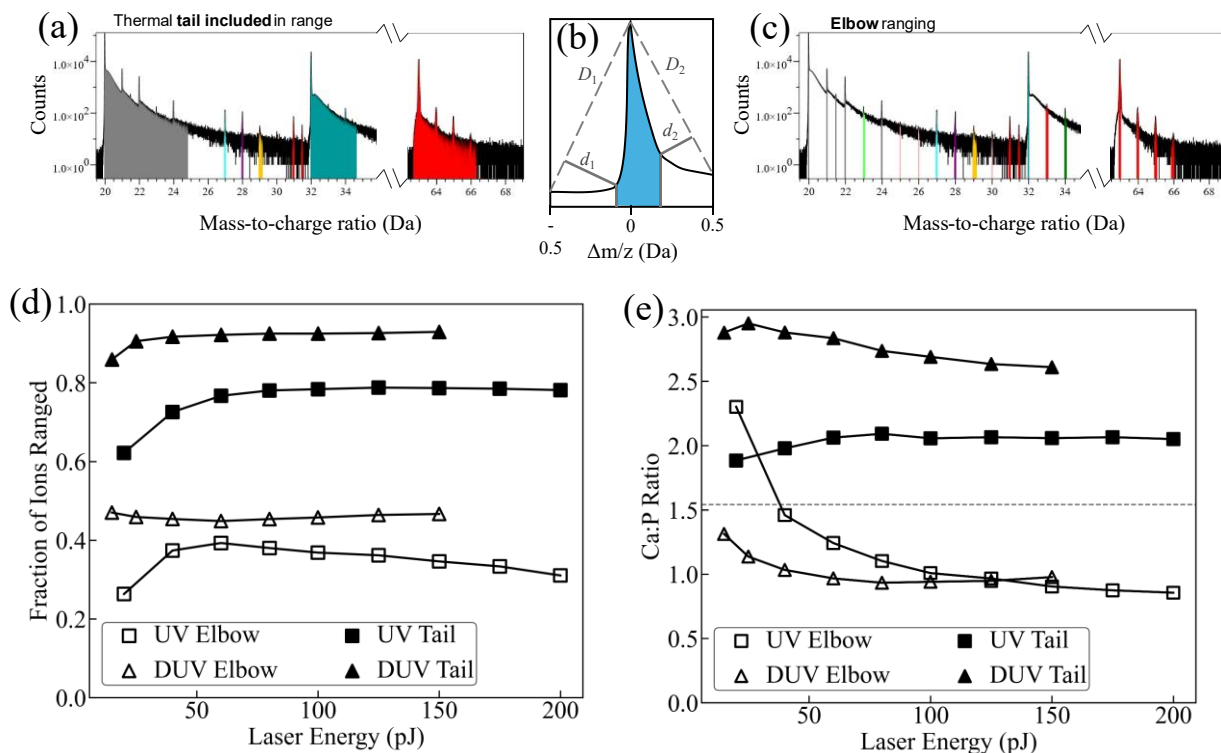 (a)
Thermal tail included in range
Counts
1.0×10⁴
1.0×10²
1.0×10⁰
20 22 24 26 28 30 32 34 64 66 68
Mass-to-charge ratio (Da)
(b)
D₁
D₂
d₁
d₂
-
0.5
0
0.5
Δm/z (Da)
(c)
Elbow ranging
Counts
1.0×10⁴
1.0×10²
1.0×10⁰
20 22 24 26 28 30 32 34 64 66 68
Mass-to-charge ratio (Da)
(d)
Fraction of Ions Ranged
1.0
0.8
0.6
0.4
0.2
0.0
UV Elbow
UV Tail
DUV Elbow
DUV Tail
50 100 150 200
Laser Energy (pJ)
(e)
Ca:P Ratio
3.0
2.5
2.0
1.5
1.0
0.5
0.0
UV Elbow
UV Tail
DUV Elbow
DUV Tail
50 100 150 200
Laser Energy (pJ)